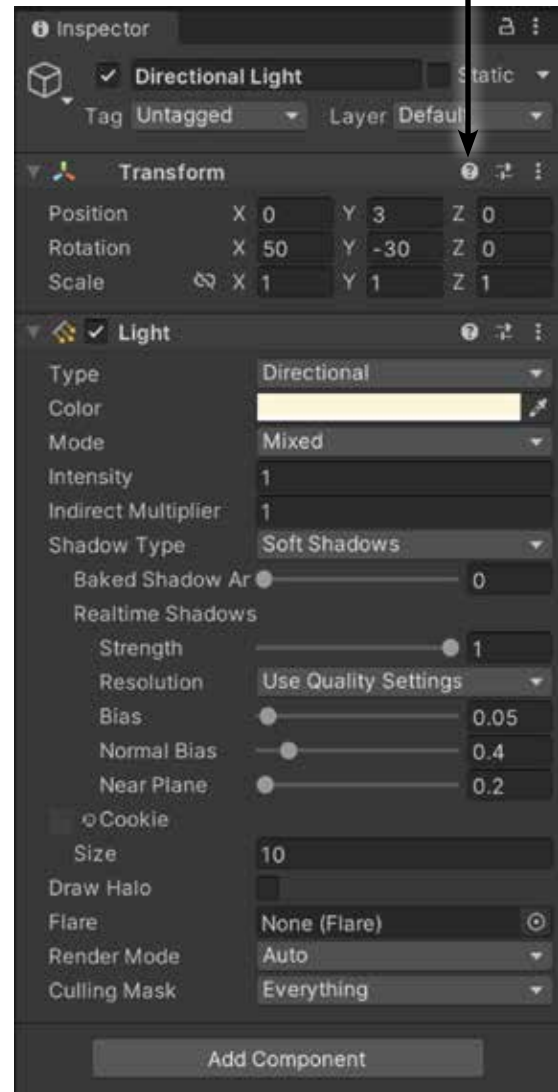 Inspector
Directional Light Static
Tag Untagged Layer Default
Transform
Position X 0 Y 3 Z 0
Rotation X 50 Y -30 Z 0
Scale X 1 Y 1 Z 1
Light
Type Directional
Color
Mode Mixed
Intensity 1
Indirect Multiplier 1
Shadow Type Soft Shadows
Baked Shadow Ar 0
Realtime Shadows
Strength 1
Resolution Use Quality Settings
Bias 0.05
Normal Bias 0.4
Near Plane 0.2
Cookie
Size 10
Draw Halo
Flare None (Flare)
Render Mode Auto
Culling Mask Everything
Add Component